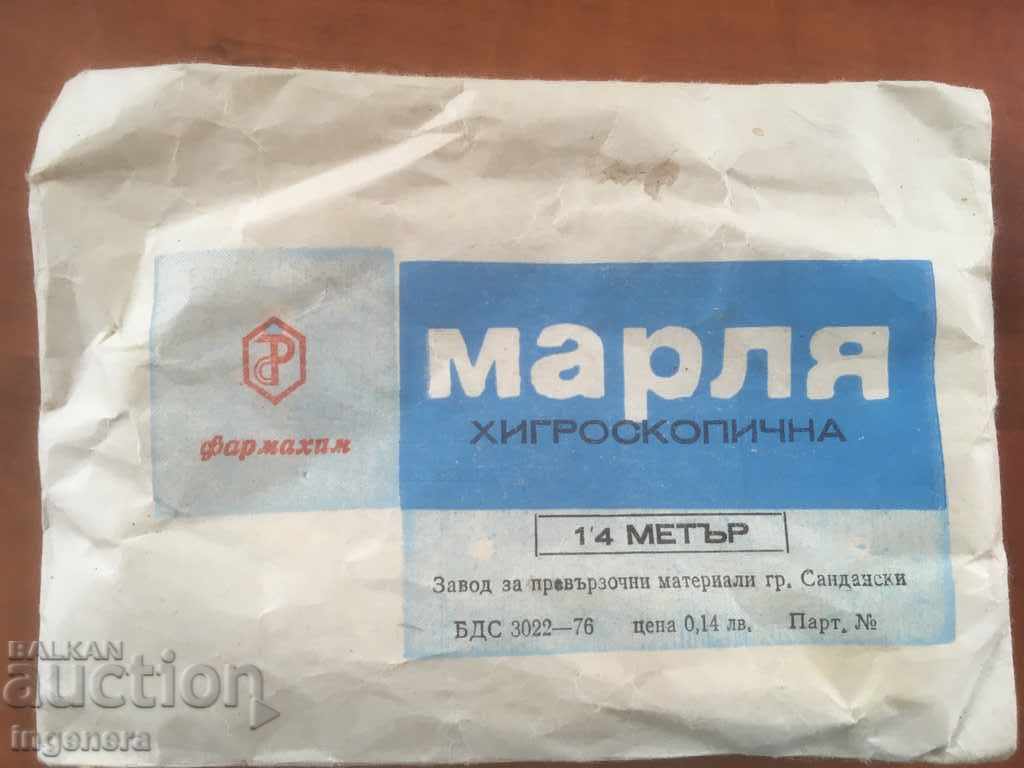 фармахим
марля
ХИГРОСКОПИЧНА
1/4 МЕТЪР
Завод за превързочни материали гр. Сандански
БДС 3022—76 цена 0,14 лв. Парт. №
BALKAN
auction
ingenera